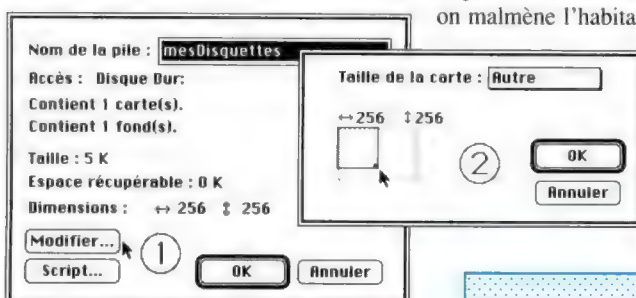 on malmène l'habita
Nom de la pile : mesDisquettes
Accès : Disque Dur:
Contient 1 carte(s).
Contient 1 fond(s).
Taille : 5 K
Espace récupérable : 0 K
Dimensions : ↔ 256 ↕ 256
Modifier... 1
Script... OK Annuler
Taille de la carte : Autre
↔ 256 ↕ 256
2 OK
Annuler